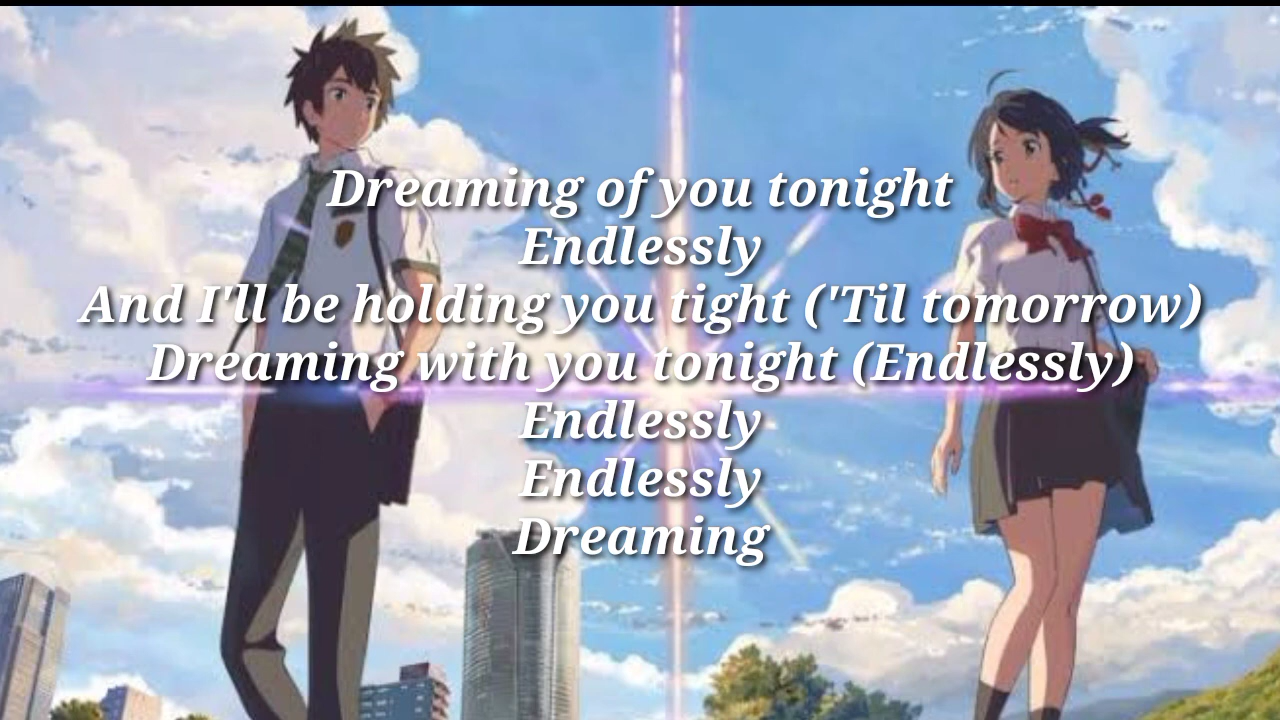 Dreaming of you tonight
Endlessly
And I'll be holding you tight ('Til tomorrow)
Dreaming with you tonight (Endlessly)
Endlessly
Endlessly
Dreaming